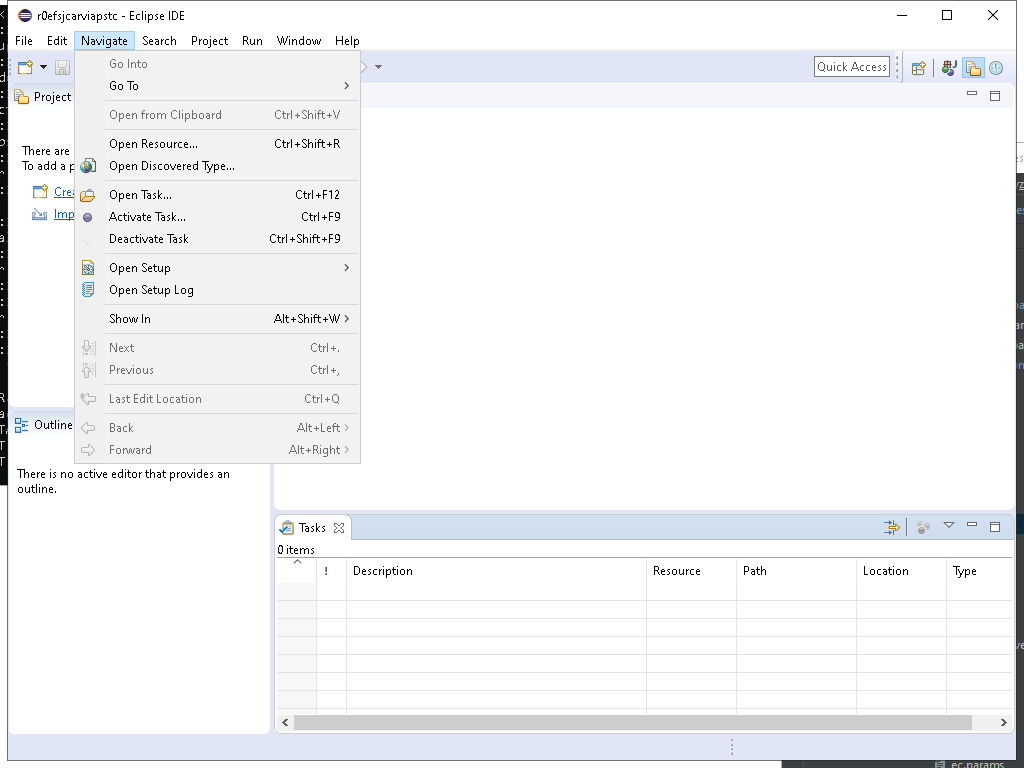 r0efsjcarviapstc - Eclipse IDE
File Edit Navigate Search Project Run Window Help
Quick Access
Project
Go Into
Go To
Open from Clipboard Ctrl+Shift+V
Open Resource... Ctrl+Shift+R
Open Discovered Type...
There are
To add a
Open Task... Ctrl+F12
Activate Task... Ctrl+F9
Deactivate Task Ctrl+Shift+F9
Open Setup
Open Setup Log
Show In Alt+Shift+W
Next Ctrl+.
Previous Ctrl+,
Last Edit Location Ctrl+Q
Back Alt+Left
Forward Alt+Right
Outline
There is no active editor that provides an
outline.
Tasks
0 items
! Description Resource Path Location Type
ec.params